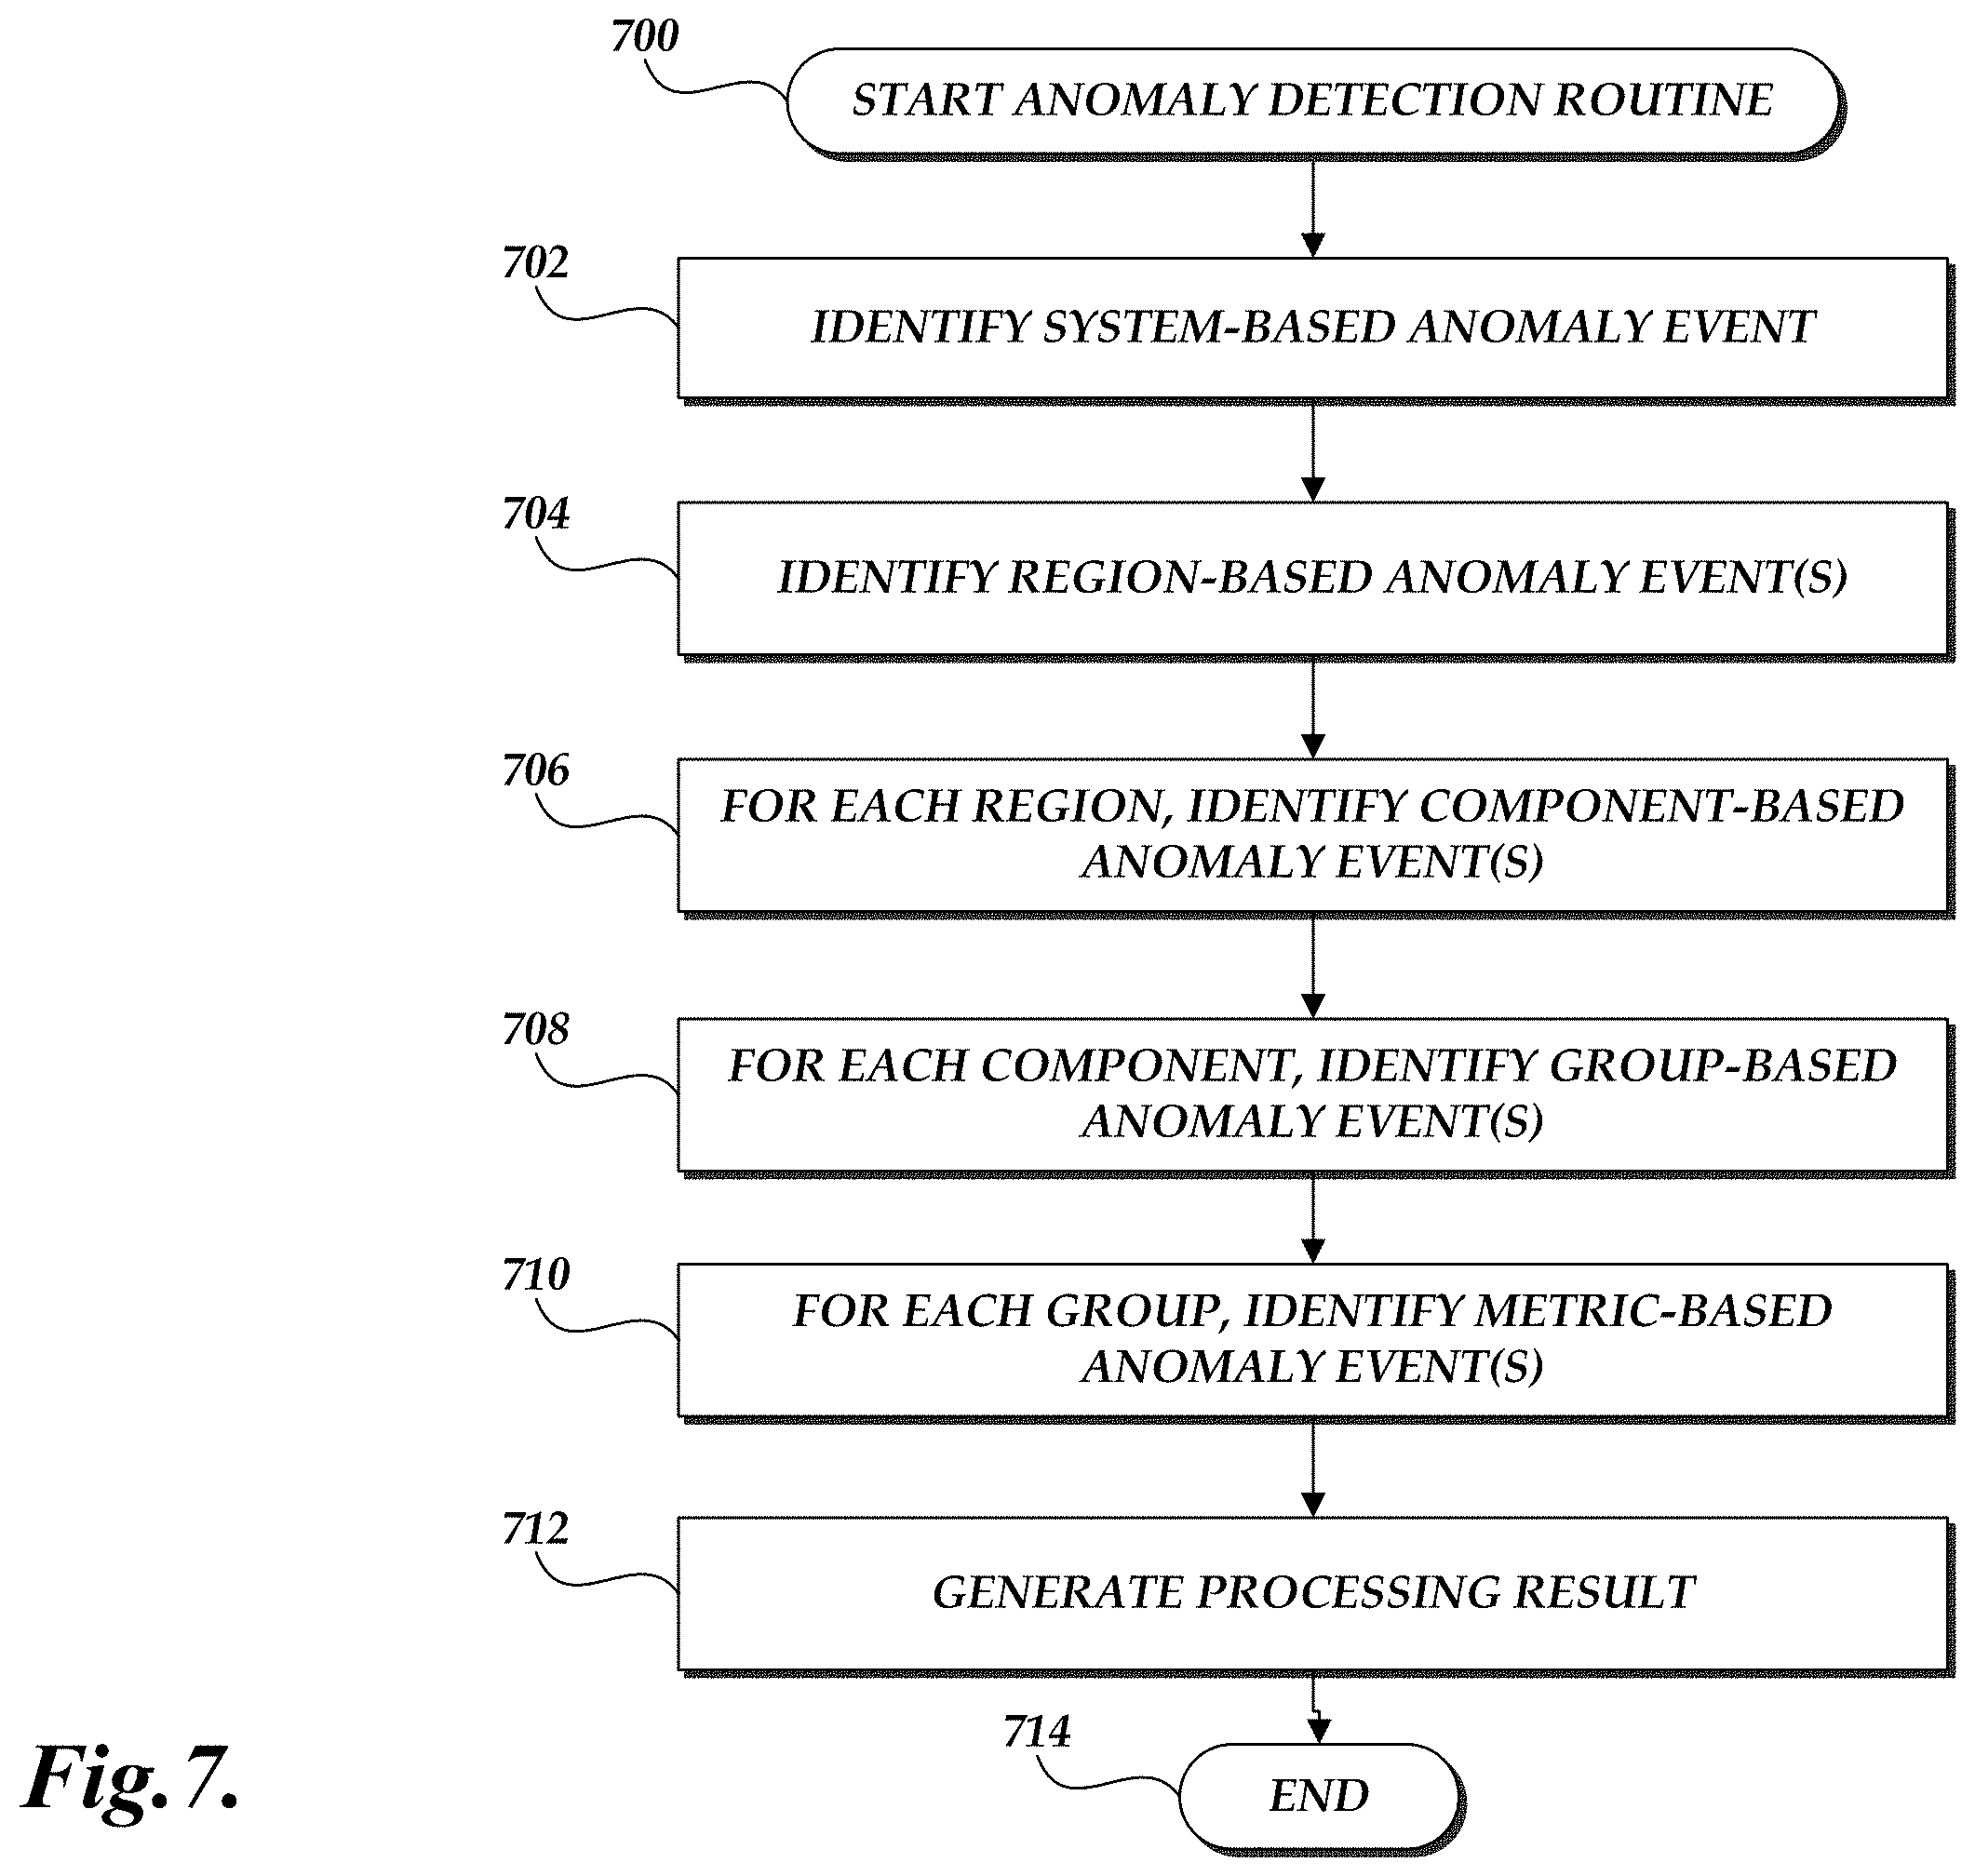 700
START ANOMALY DETECTION ROUTINE
702
IDENTIFY SYSTEM-BASED ANOMALY EVENT
704
IDENTIFY REGION-BASED ANOMALY EVENT(S)
706
FOR EACH REGION, IDENTIFY COMPONENT-BASED
ANOMALY EVENT(S)
708
FOR EACH COMPONENT, IDENTIFY GROUP-BASED
ANOMALY EVENT(S)
710
FOR EACH GROUP, IDENTIFY METRIC-BASED
ANOMALY EVENT(S)
712
GENERATE PROCESSING RESULT
714
END
Fig.7.